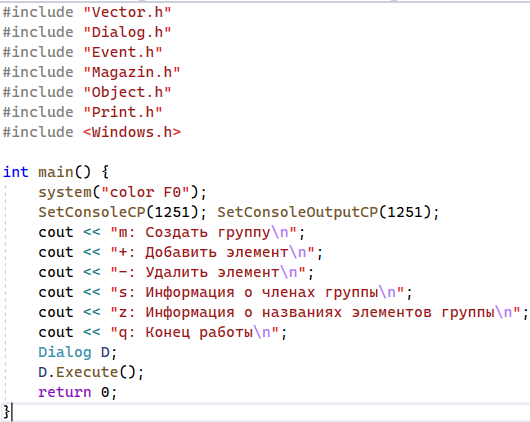 #include "Vector.h"
#include "Dialog.h"
#include "Event.h"
#include "Magazin.h"
#include "Object.h"
#include "Print.h"
#include <Windows.h>

int main() {
    system("color F0");
    SetConsoleCP(1251); SetConsoleOutputCP(1251);
    cout << "m: Создать группу\n";
    cout << "+: Добавить элемент\n";
    cout << "-: Удалить элемент\n";
    cout << "s: Информация о членах группы\n";
    cout << "z: Информация о названиях элементов группы\n";
    cout << "q: Конец работы\n";
    Dialog D;
    D.Execute();
    return 0;
}